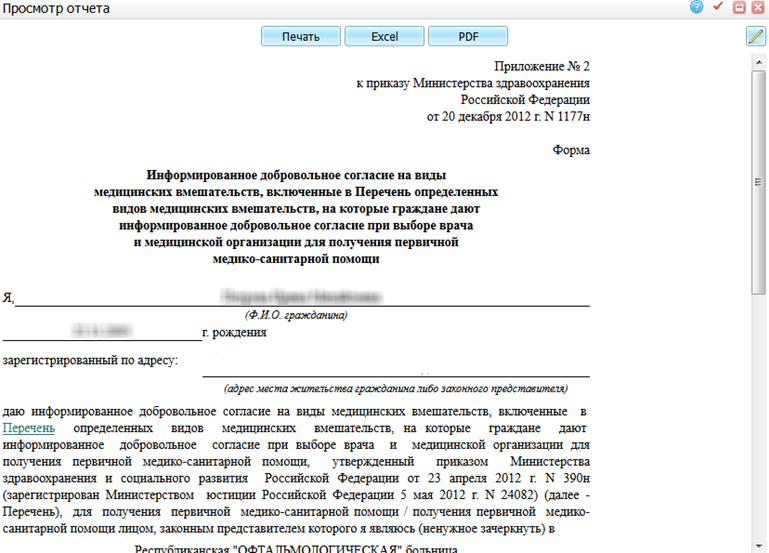 Просмотр отчета
Печать Excel PDF
Приложение № 2
к приказу Министерства здравоохранения
Российской Федерации
от 20 декабря 2012 г. N 1177н
Форма
Информированное добровольное согласие на виды
медицинских вмешательств, включенные в Перечень определенных
видов медицинских вмешательств, на которые граждане дают
информированное добровольное согласие при выборе врача
и медицинской организации для получения первичной
медико-санитарной помощи
Я,
(Ф.И.О. гражданина)
г. рождения
зарегистрированный по адресу:
(адрес места жительства гражданина либо законного представителя)
даю информированное добровольное согласие на виды медицинских вмешательств, включенные в
Перечень определенных видов медицинских вмешательств, на которые граждане дают
информированное добровольное согласие при выборе врача и медицинской организации для
получения первичной медико-санитарной помощи, утвержденный приказом Министерства
здравоохранения и социального развития Российской Федерации от 23 апреля 2012 г. N 390н
(зарегистрирован Министерством юстиции Российской Федерации 5 мая 2012 г. N 24082) (далее -
Перечень), для получения первичной медико-санитарной помощи / получения первичной медико-
санитарной помощи лицом, законным представителем которого я являюсь (ненужное зачеркнуть) в
Республиканская "ОФТАЛЬМОЛОГИЧЕСКАЯ" больница